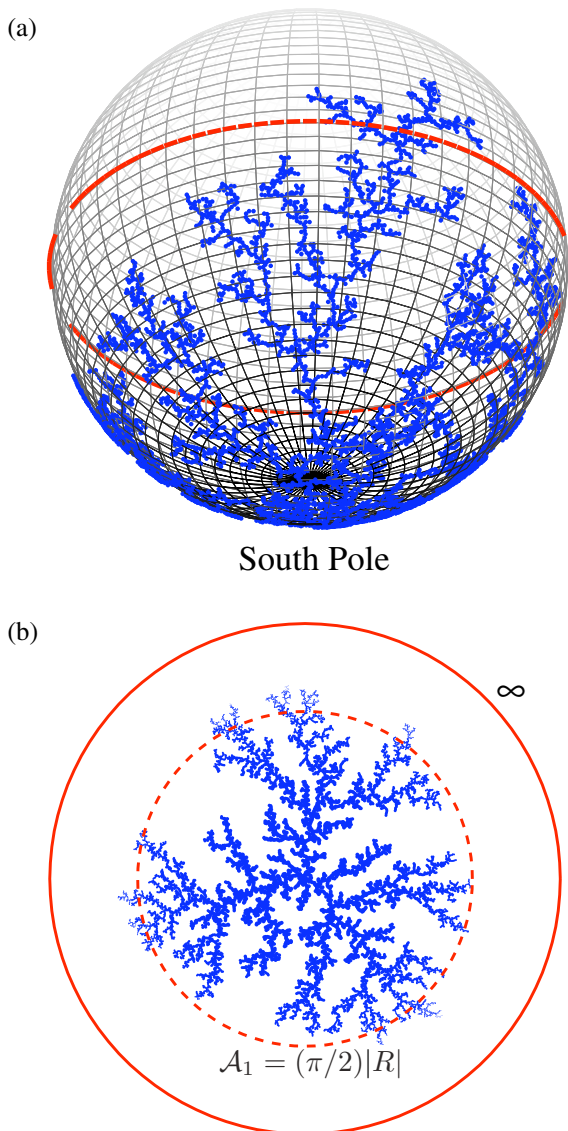 (a)
South Pole
(b)
∞
𝒜₁ = (π/2)|R|